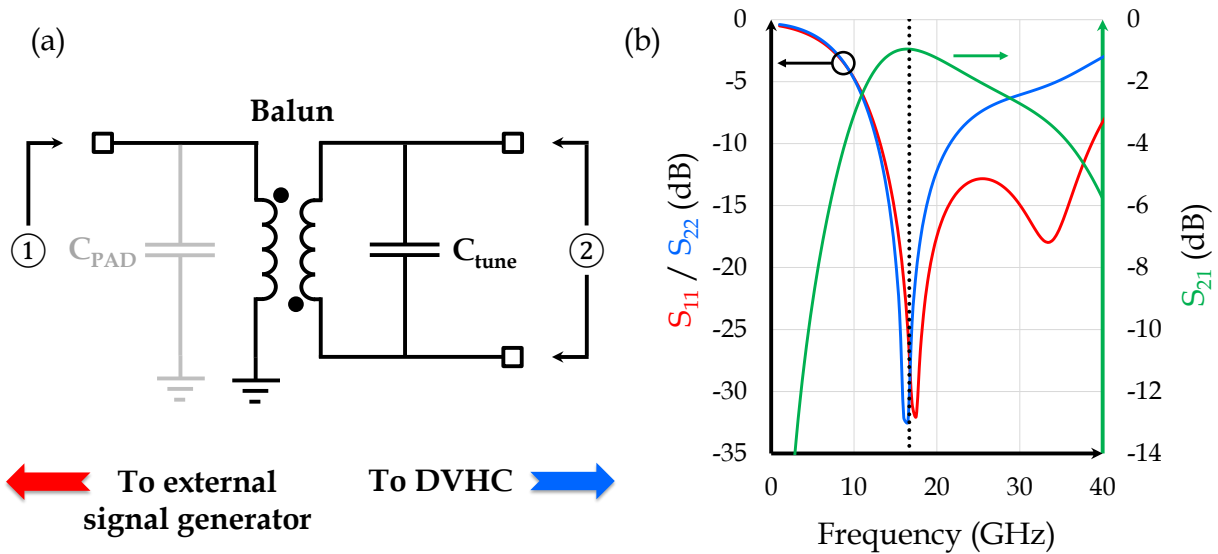 (a)
Balun
①
C_PAD
C_tune
②
To external
signal generator
To DVHC
(b)
S₁₁ / S₂₂ (dB)
0
-5
-10
-15
-20
-25
-30
-35
0
-2
-4
-6
-8
-10
-12
-14
S₂₁ (dB)
0 10 20 30 40
Frequency (GHz)